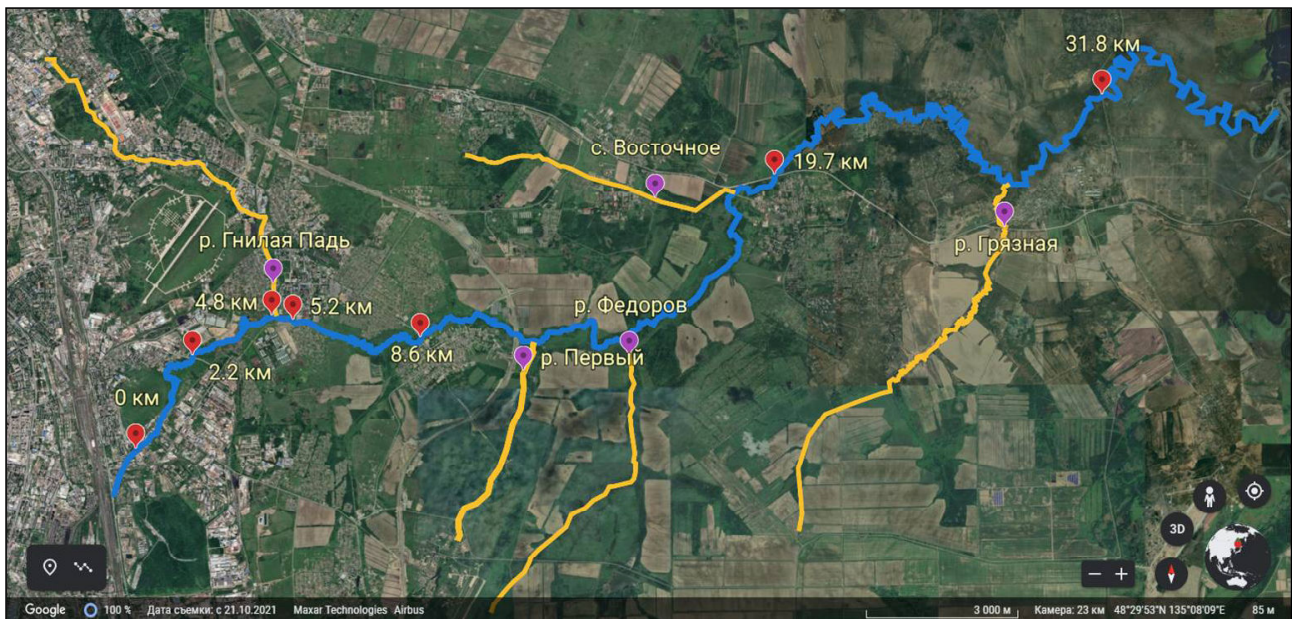 31.8 км
с. Восточное
19.7 км
р. Гнилая Падь
р. Грязная
4.8 км
5.2 км
р. Федоров
8.6 км
р. Первый
2.2 км
0 км
3D
Google
100 %
Дата съемки: с 21.10.2021
Maxar Technologies Airbus
3 000 м
Камера: 23 км
48°29'53"N 135°08'09"E
85 м